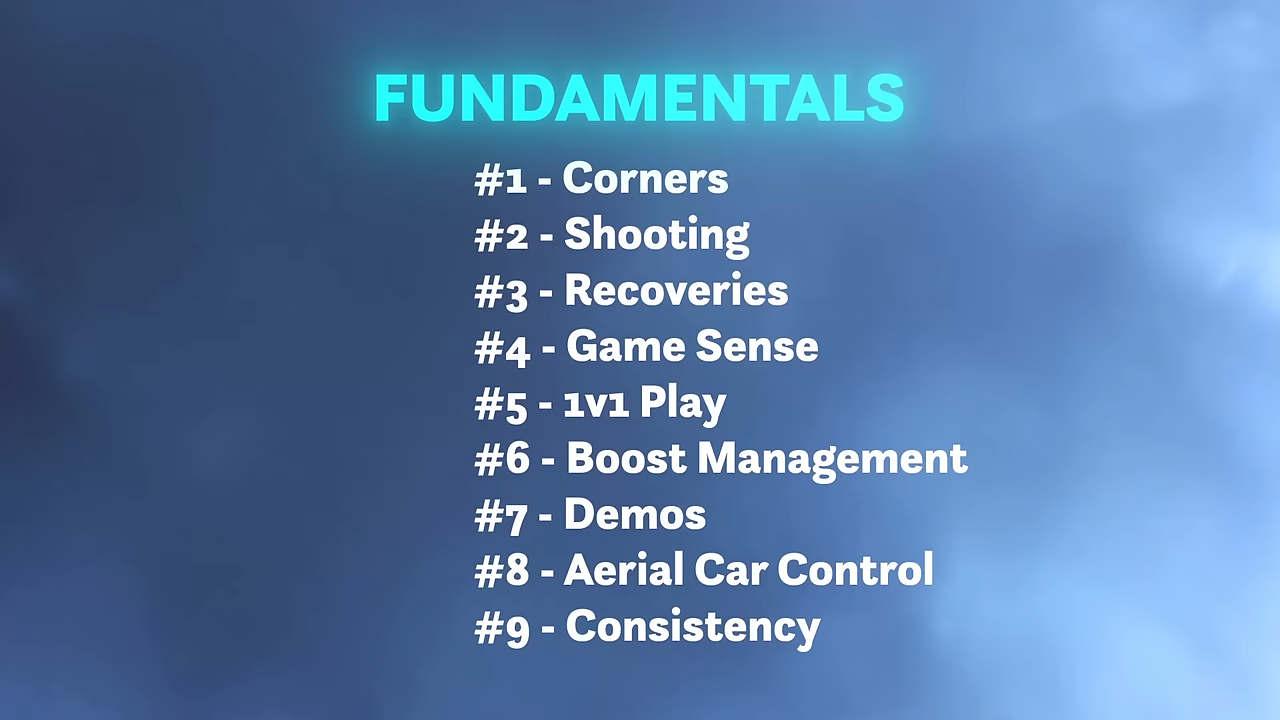 FUNDAMENTALS
#1 - Corners
#2 - Shooting
#3 - Recoveries
#4 - Game Sense
#5 - 1v1 Play
#6 - Boost Management
#7 - Demos
#8 - Aerial Car Control
#9 - Consistency